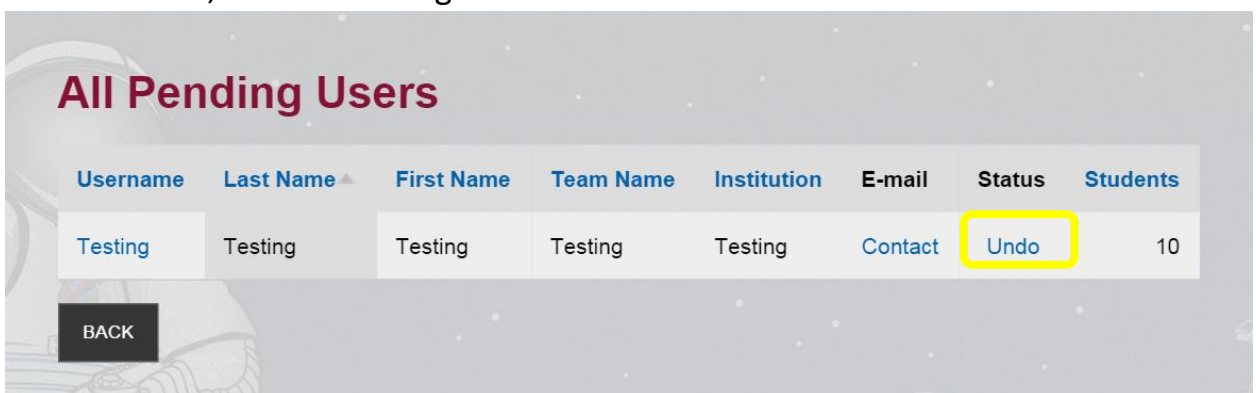 All Pending Users
Username Last Name First Name Team Name Institution E-mail Status Students
Testing Testing Testing Testing Testing Contact Undo 10
BACK